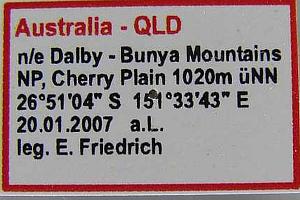 Australia - QLD
n/e Dalby - Bunya Mountains
NP, Cherry Plain 1020m üNN
26°51'04" S 151°33'43" E
20.01.2007 a.L.
leg. E. Friedrich